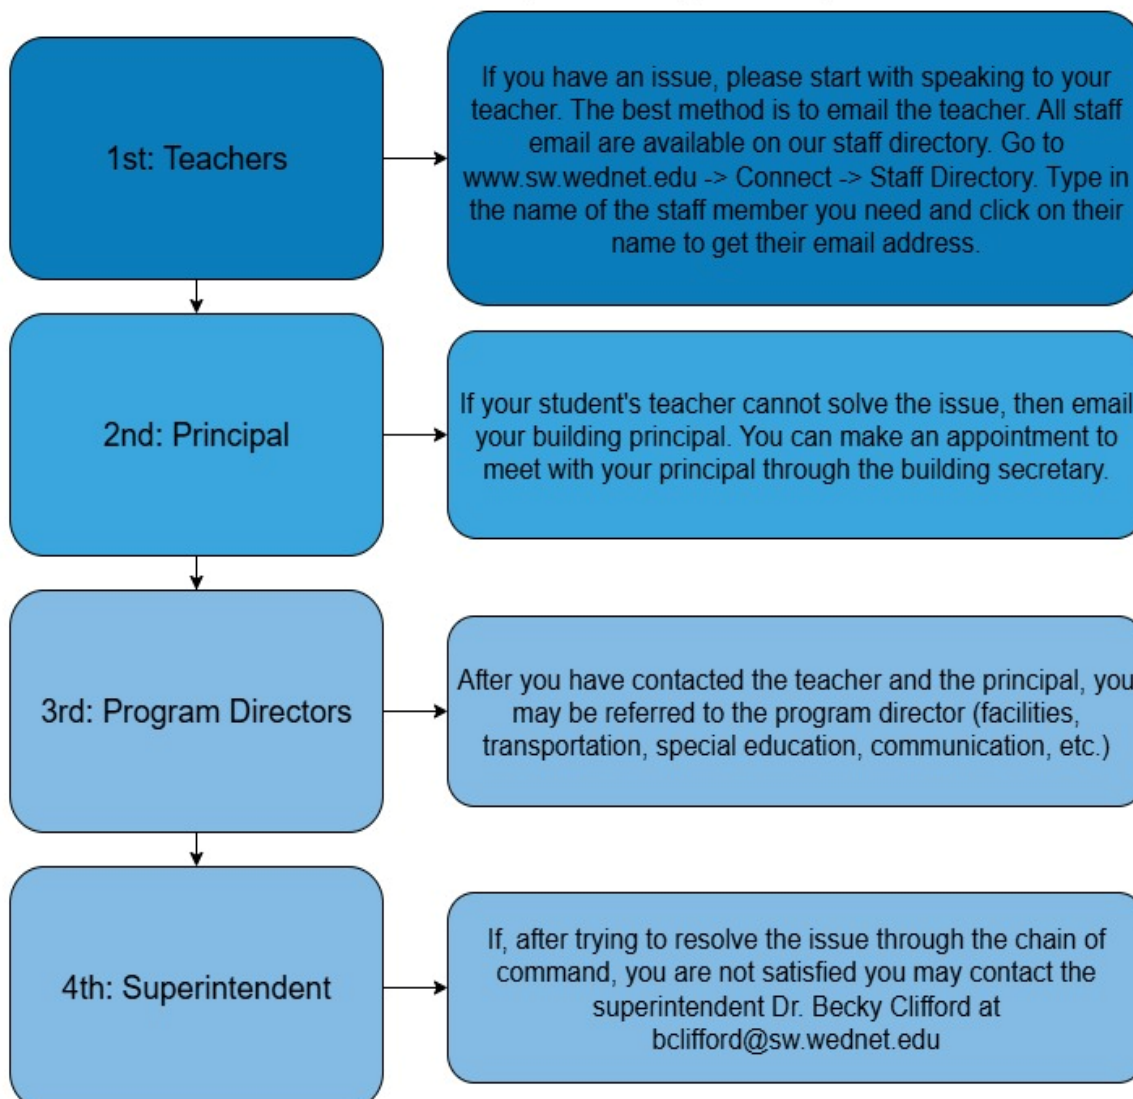 1st: Teachers
If you have an issue, please start with speaking to your
teacher. The best method is to email the teacher. All staff
email are available on our staff directory. Go to
www.sw.wednet.edu -> Connect -> Staff Directory. Type in
the name of the staff member you need and click on their
name to get their email address.
2nd: Principal
If your student's teacher cannot solve the issue, then email
your building principal. You can make an appointment to
meet with your principal through the building secretary.
3rd: Program Directors
After you have contacted the teacher and the principal, you
may be referred to the program director (facilities,
transportation, special education, communication, etc.)
4th: Superintendent
If, after trying to resolve the issue through the chain of
command, you are not satisfied you may contact the
superintendent Dr. Becky Clifford at
bclifford@sw.wednet.edu